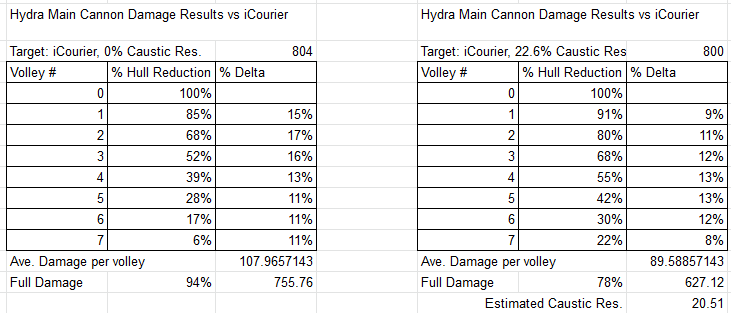 Hydra Main Cannon Damage Results vs iCourier
Target: iCourier, 0% Caustic Res. 804
Volley # % Hull Reduction % Delta
0 100%
1 85% 15%
2 68% 17%
3 52% 16%
4 39% 13%
5 28% 11%
6 17% 11%
7 6% 11%
Ave. Damage per volley 107.9657143
Full Damage 94% 755.76
Hydra Main Cannon Damage Results vs iCourier
Target: iCourier, 22.6% Caustic Res 800
Volley # % Hull Reduction % Delta
0 100%
1 91% 9%
2 80% 11%
3 68% 12%
4 55% 13%
5 42% 13%
6 30% 12%
7 22% 8%
Ave. Damage per volley 89.58857143
Full Damage 78% 627.12
Estimated Caustic Res. 20.51